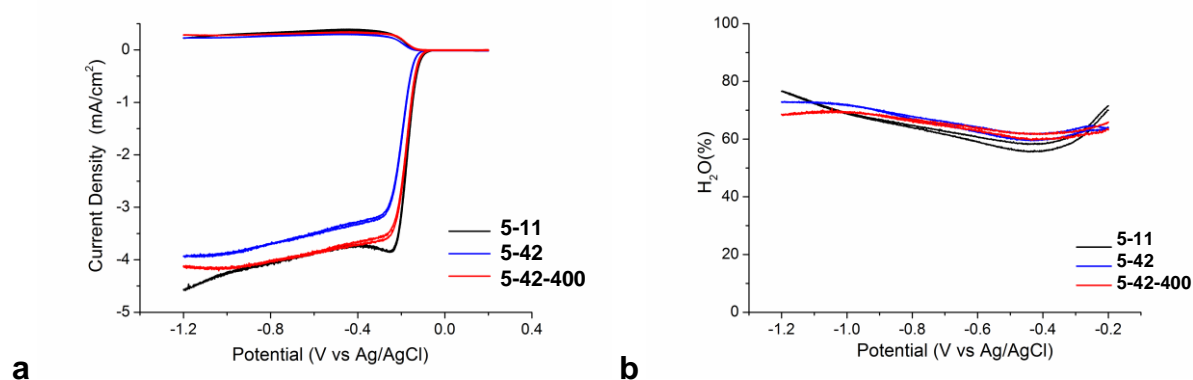 0
-1
-2
-3
-4
-5
Current Density (mA/cm²)
5-11
5-42
5-42-400
-1.2 -0.8 -0.4 0.0 0.4
Potential (V vs Ag/AgCl)
a
100
80
60
40
20
0
H₂O(%)
5-11
5-42
5-42-400
-1.2 -1.0 -0.8 -0.6 -0.4 -0.2
Potential (V vs Ag/AgCl)
b